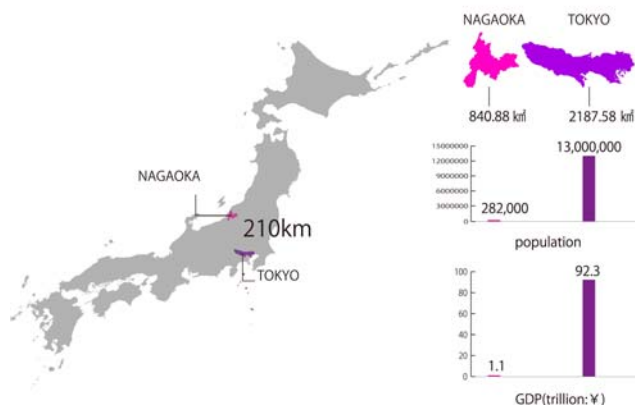 NAGAOKA
TOKYO
840.88 ㎢
2187.58 ㎢
NAGAOKA
210km
TOKYO
15000000
12000000
9000000
6000000
3000000
0
282,000
13,000,000
population
100
80
60
40
20
0
1.1
92.3
GDP(trillion:¥)